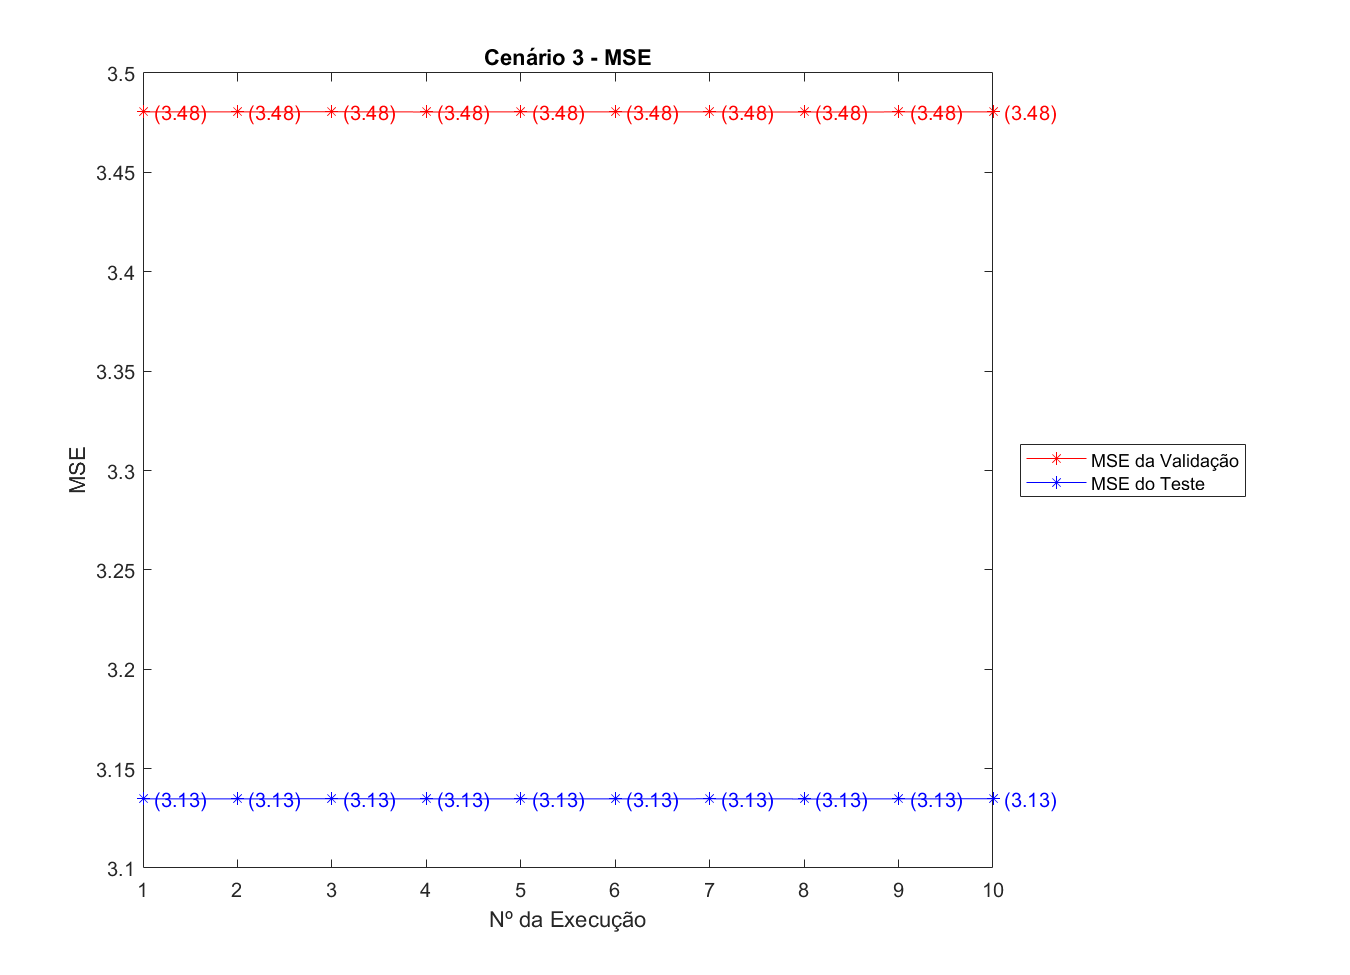 Cenário 3 - MSE
3.5
3.45
3.4
3.35
3.3
3.25
3.2
3.15
3.1
MSE
(3.48) (3.48) (3.48) (3.48) (3.48) (3.48) (3.48) (3.48) (3.48) (3.48)
(3.13) (3.13) (3.13) (3.13) (3.13) (3.13) (3.13) (3.13) (3.13) (3.13)
1 2 3 4 5 6 7 8 9 10
Nº da Execução
MSE da Validação
MSE do Teste